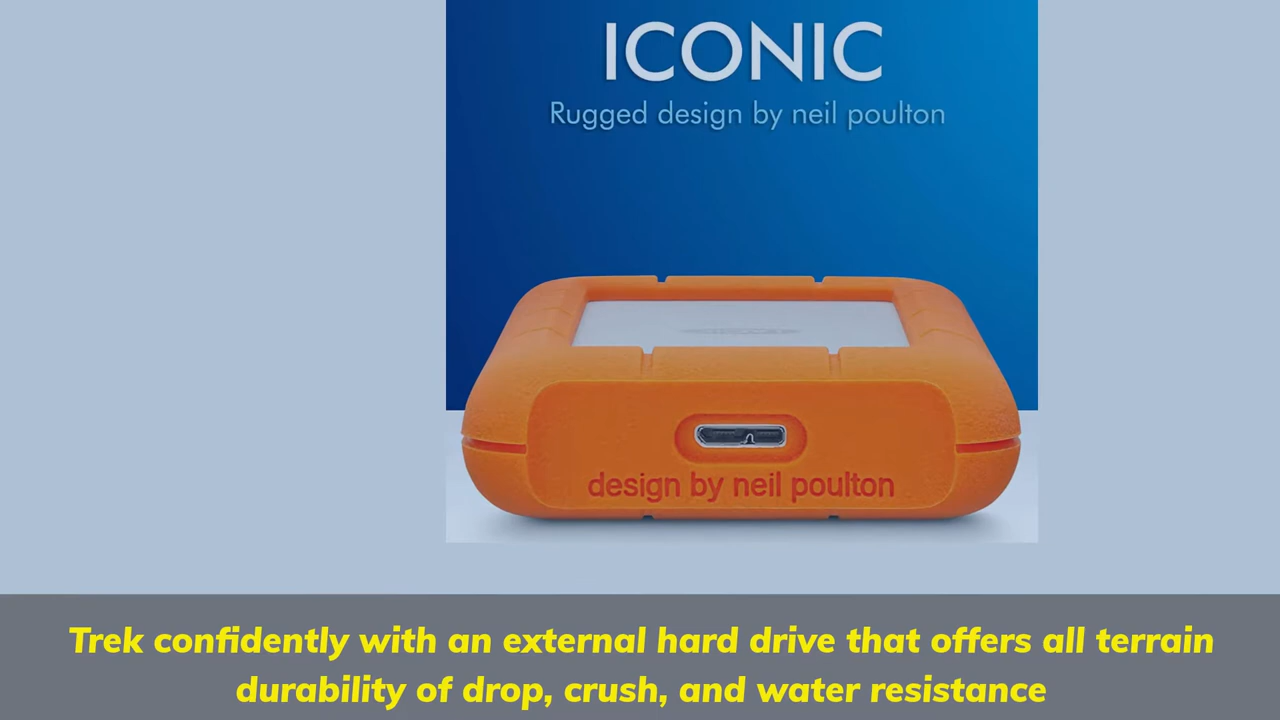 ICONIC
Rugged design by neil poulton
design by neil poulton
Trek confidently with an external hard drive that offers all terrain
durability of drop, crush, and water resistance